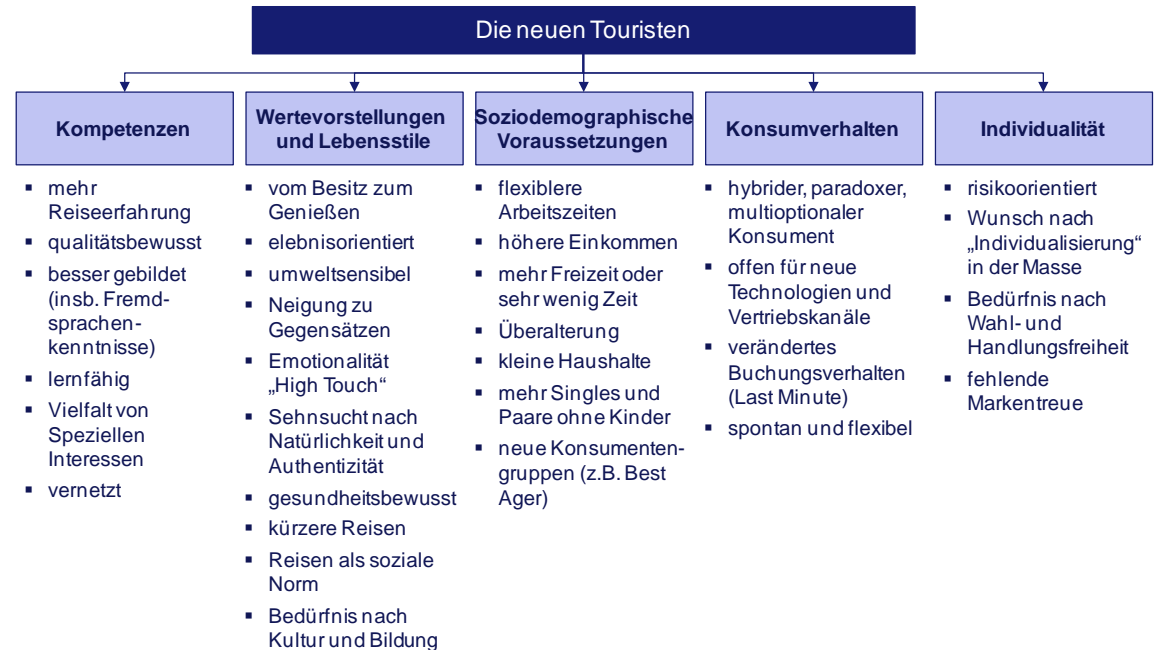 Die neuen Touristen
Kompetenzen
▪ mehr
Reiseerfahrung
▪ qualitätsbewusst
▪ besser gebildet
(insb. Fremd-
sprachen-
kenntnisse)
▪ lernfähig
▪ Vielfalt von
Speziellen
Interessen
▪ vernetzt
Wertevorstellungen
und Lebensstile
▪ vom Besitz zum
Genießen
▪ elebnisorientiert
▪ umweltsensibel
▪ Neigung zu
Gegensätzen
▪ Emotionalität
„High Touch“
▪ Sehnsucht nach
Natürlichkeit und
Authentizität
▪ gesundheitsbewusst
▪ kürzere Reisen
▪ Reisen als soziale
Norm
▪ Bedürfnis nach
Kultur und Bildung
Soziodemographische
Voraussetzungen
▪ flexiblere
Arbeitszeiten
▪ höhere Einkommen
▪ mehr Freizeit oder
sehr wenig Zeit
▪ Überalterung
▪ kleine Haushalte
▪ mehr Singles und
Paare ohne Kinder
▪ neue Konsumenten-
gruppen (z.B. Best
Ager)
Konsumverhalten
▪ hybrider, paradoxer,
multioptionaler
Konsument
▪ offen für neue
Technologien und
Vertriebskanäle
▪ verändertes
Buchungsverhalten
(Last Minute)
▪ spontan und flexibel
Individualität
▪ risikoorientiert
▪ Wunsch nach
„Individualisierung“
in der Masse
▪ Bedürfnis nach
Wahl- und
Handlungsfreiheit
▪ fehlende
Markentreue